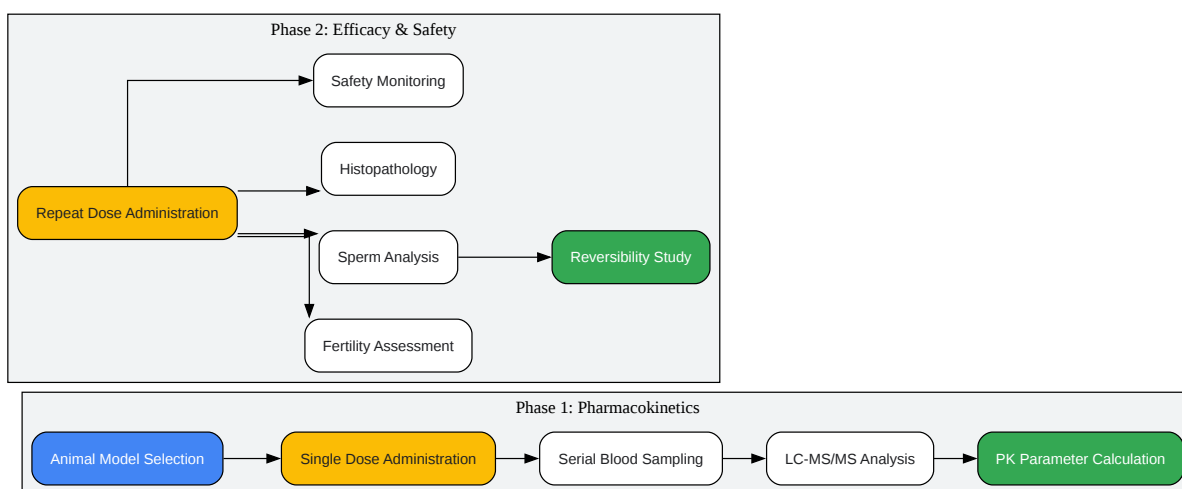 Phase 2: Efficacy & Safety
Safety Monitoring
Histopathology
Repeat Dose Administration
Sperm Analysis
Reversibility Study
Fertility Assessment
Phase 1: Pharmacokinetics
Animal Model Selection
Single Dose Administration
Serial Blood Sampling
LC-MS/MS Analysis
PK Parameter Calculation